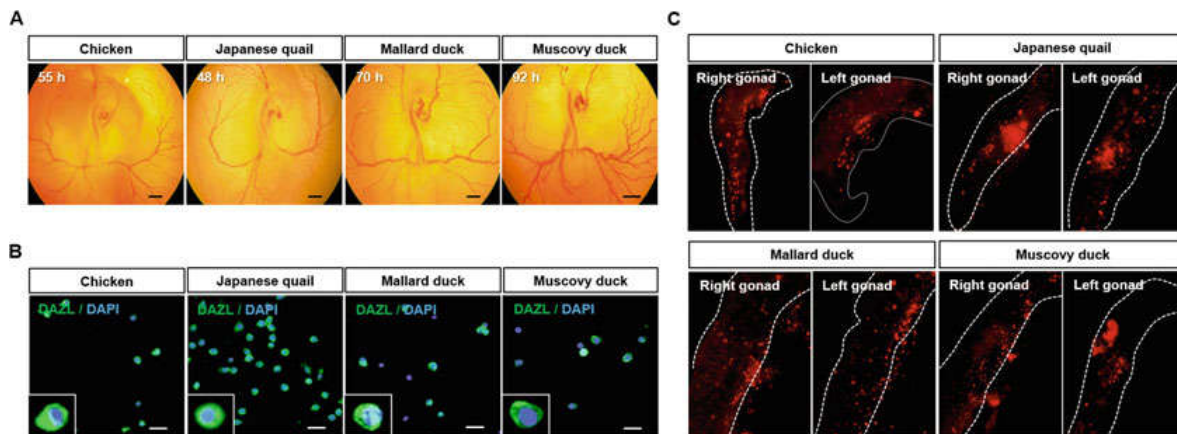 A
Chicken
Japanese quail
Mallard duck
Muscovy duck
55 h
48 h
70 h
92 h
B
Chicken
Japanese quail
Mallard duck
Muscovy duck
DAZL / DAPI
DAZL / DAPI
DAZL / DAPI
DAZL / DAPI
C
Chicken
Japanese quail
Right gonad
Left gonad
Right gonad
Left gonad
Mallard duck
Muscovy duck
Right gonad
Left gonad
Right gonad
Left gonad